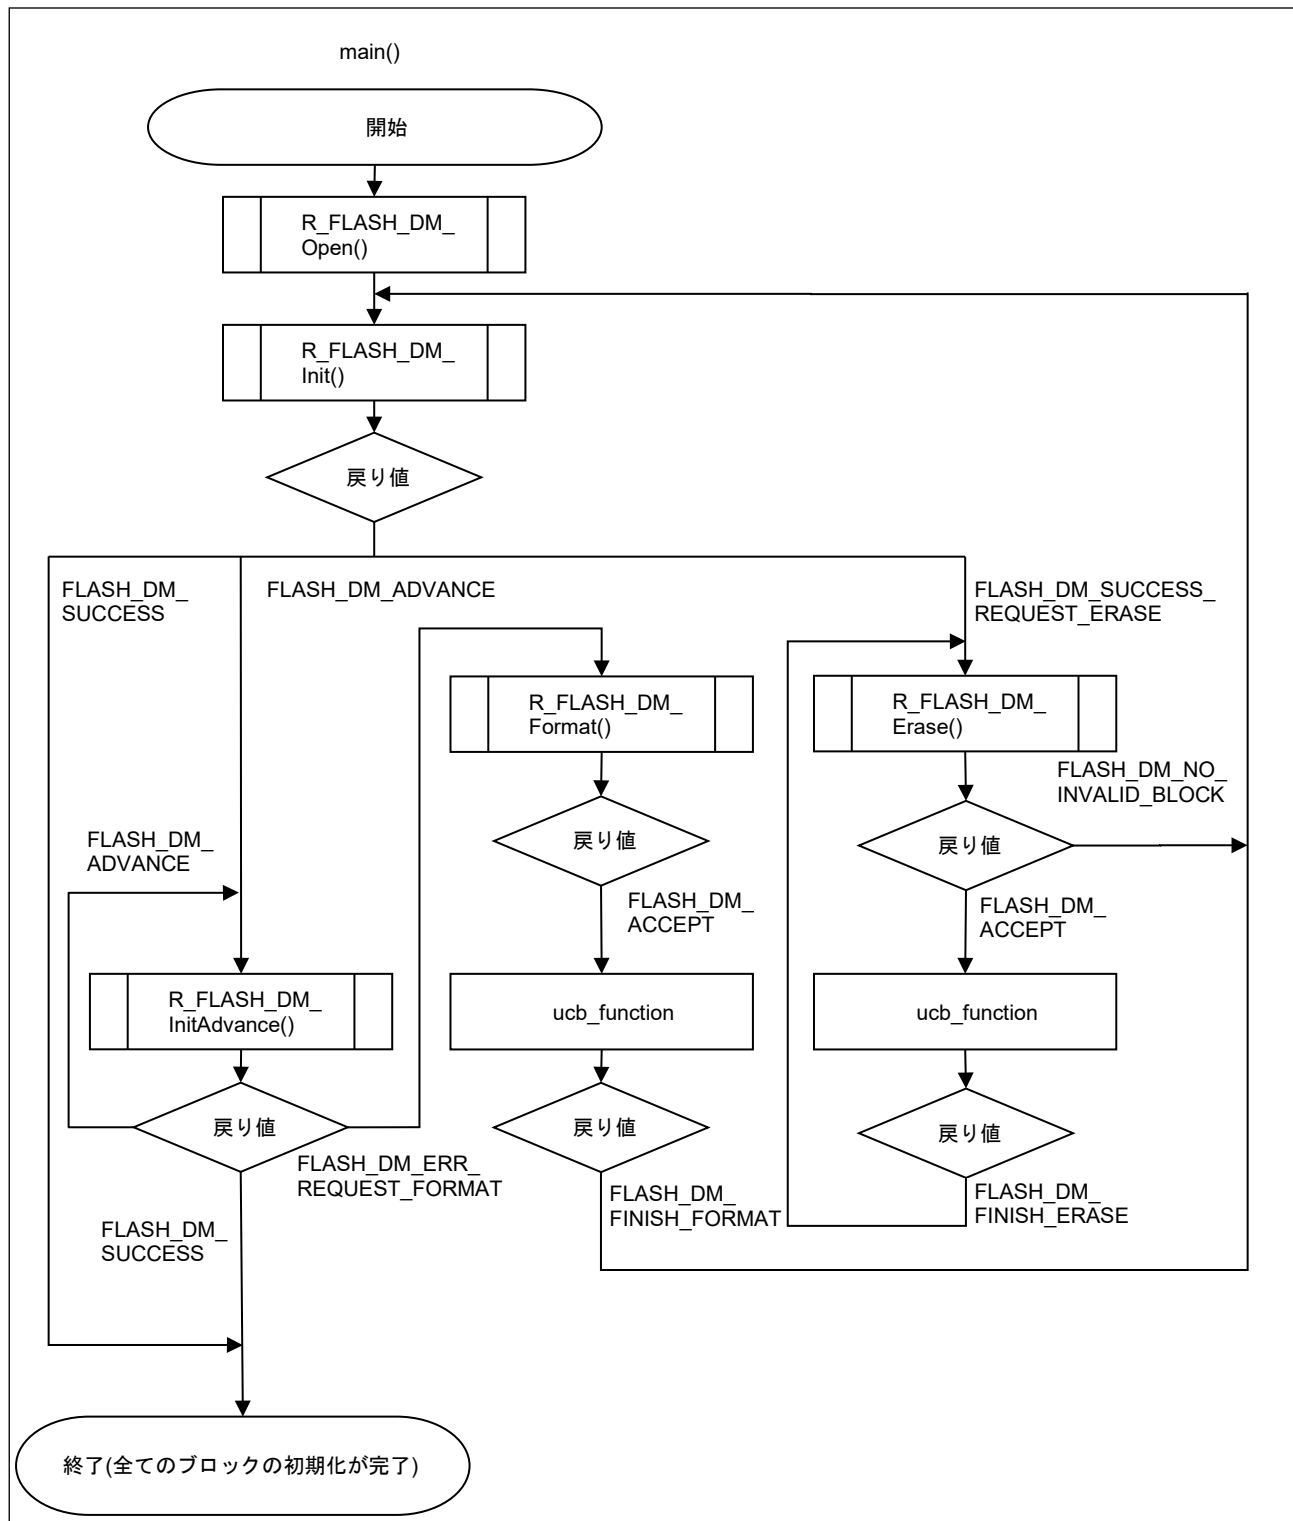 main()
開始
R_FLASH_DM_
Open()
R_FLASH_DM_
Init()
戻り値
FLASH_DM_
SUCCESS
FLASH_DM_ADVANCE
FLASH_DM_SUCCESS_
REQUEST_ERASE
R_FLASH_DM_
Format()
R_FLASH_DM_
Erase()
FLASH_DM_NO_
INVALID_BLOCK
戻り値
戻り値
FLASH_DM_
ADVANCE
FLASH_DM_
ACCEPT
FLASH_DM_
ACCEPT
R_FLASH_DM_
InitAdvance()
ucb_function
ucb_function
戻り値
戻り値
戻り値
FLASH_DM_ERR_
REQUEST_FORMAT
FLASH_DM_
FINISH_FORMAT
FLASH_DM_
FINISH_ERASE
FLASH_DM_
SUCCESS
終了(全てのブロックの初期化が完了)